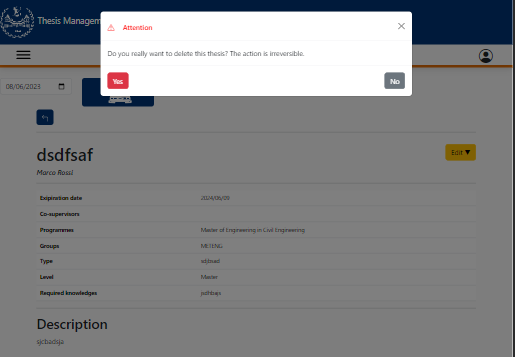 Thesis Managem
Attention
Do you really want to delete this thesis? The action is irreversible.
Yes
No
08/06/2023
dsdfsaf
Edit ▼
Marco Rossi
Expiration date 2024/06/09
Co-supervisors
Programmes Master of Engineering in Civil Engineering
Groups METENG
Type sdjbsad
Level Master
Required knowledges jsdhbajs
Description
sjcbadsja